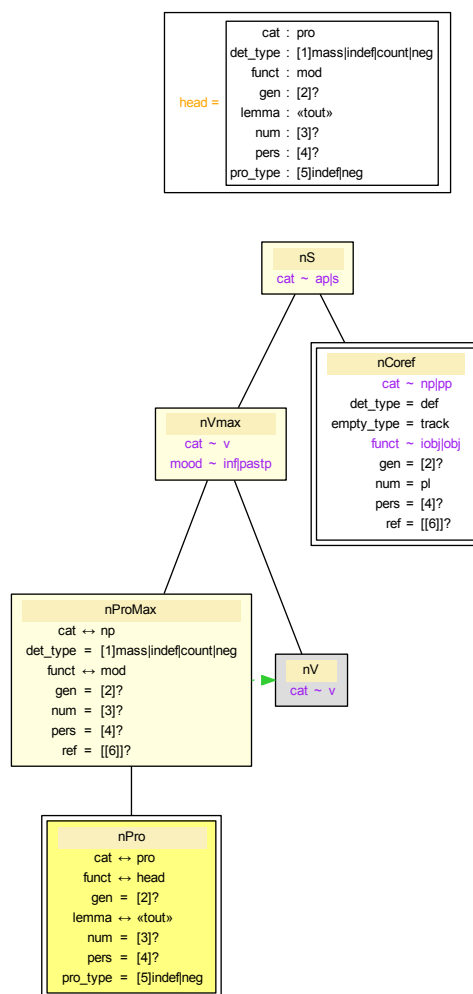 head =
cat : pro
det_type : [1]mass|indef|count|neg
funct : mod
gen : [2]?
lemma : «tout»
num : [3]?
pers : [4]?
pro_type : [5]indef|neg
nS
cat ~ ap|s
nCoref
cat ~ np|pp
det_type = def
empty_type = track
funct ~ iobj|obj
gen = [2]?
num = pl
pers = [4]?
ref = [[6]]?
nVmax
cat ~ v
mood ~ inf|pastp
nProMax
cat ↔ np
det_type = [1]mass|indef|count|neg
funct ↔ mod
gen = [2]?
num = [3]?
pers = [4]?
ref = [[6]]?
nV
cat ~ v
nPro
cat ↔ pro
funct ↔ head
gen = [2]?
lemma ↔ «tout»
num = [3]?
pers = [4]?
pro_type = [5]indef|neg